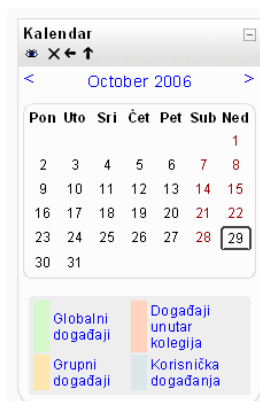 Kalendar
< October 2006 >
Pon Uto Sri Čet Pet Sub Ned
1
2 3 4 5 6 7 8
9 10 11 12 13 14 15
16 17 18 19 20 21 22
23 24 25 26 27 28 29
30 31
Globalni
događaji
Događaji
unutar
kolegija
Grupni
događaji
Korisnička
događanja